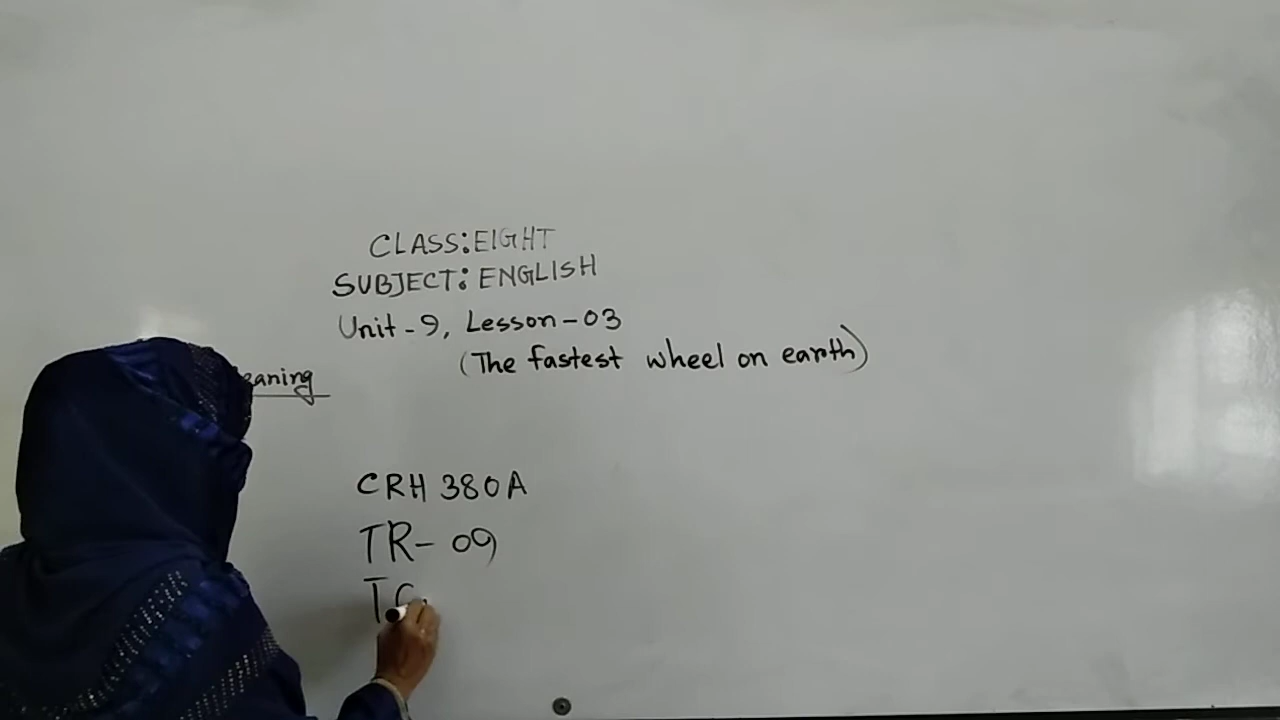 CLASS:EIGHT
SUBJECT: ENGLISH
Unit-9, Lesson-03
(The fastest wheel on earth)
CRH 380A
TR-09